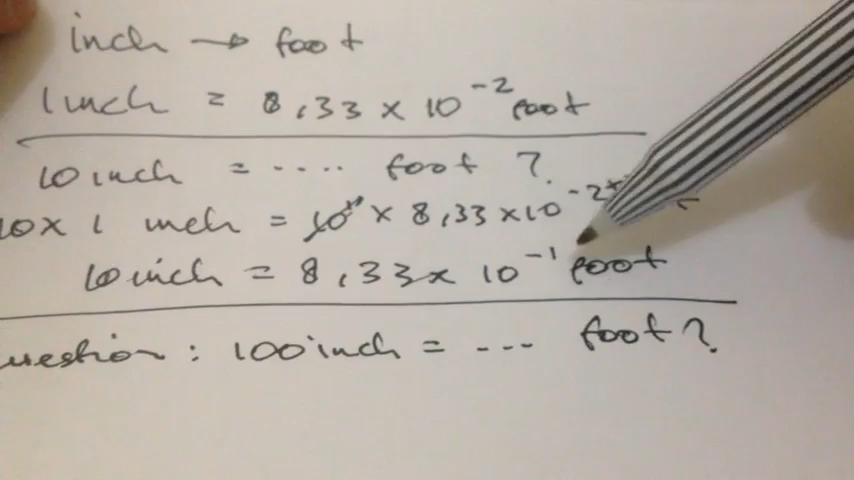 inch → foot
1 inch = 8,33 x 10⁻² foot
10 inch = .... foot ?
10 x 1 inch = 10¹ x 8,33 x 10⁻²⁺
10 inch = 8,33 x 10⁻¹ foot
uestion : 100 inch = --- foot ?